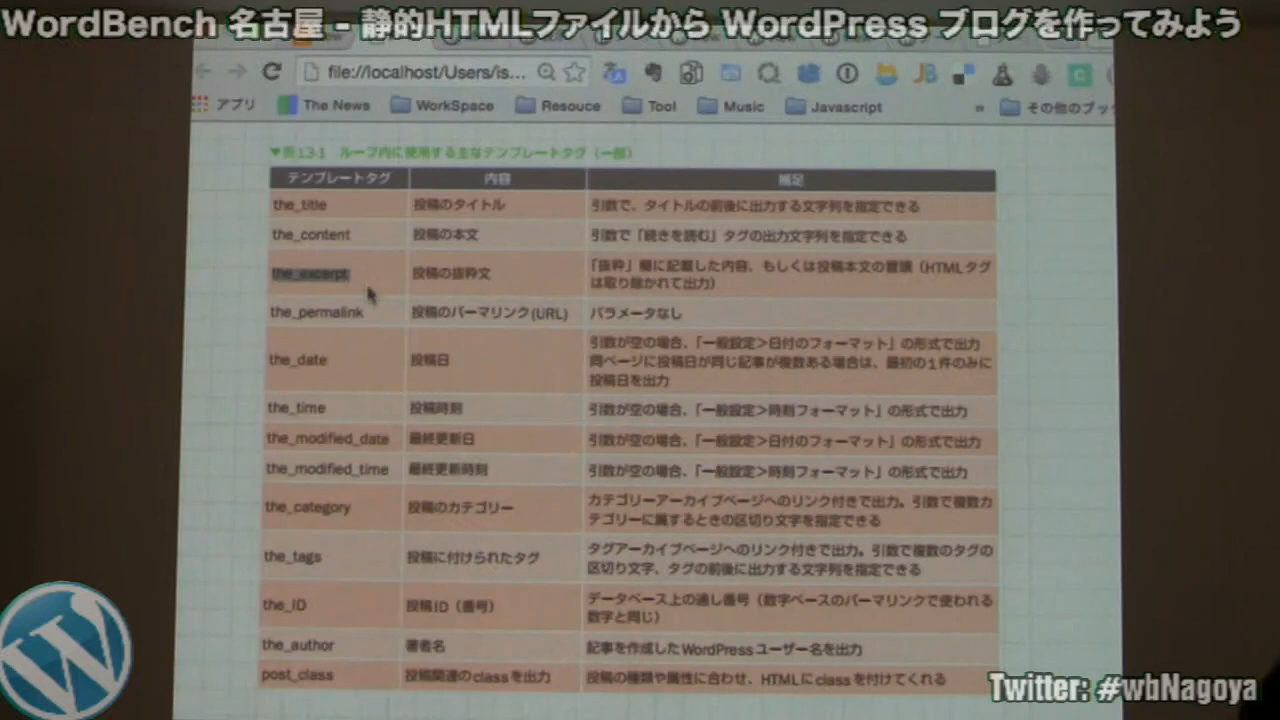 WordBench 名古屋 - 静的HTMLファイルから WordPress ブログを作ってみよう
file://localhost/Users/is...
アプリ The News WorkSpace Resouce Tool Music Javascript » その他のブッ
▼表13-1 ループ内に使用する主なテンプレートタグ（一部）
テンプレートタグ 内容 補足
the_title 投稿のタイトル 引数で、タイトルの前後に出力する文字列を指定できる
the_content 投稿の本文 引数で「続きを読む」タグの出力文字列を指定できる
the_excerpt 投稿の抜粋文 「抜粋」欄に記載した内容、もしくは投稿本文の冒頭（HTMLタグ
は取り除かれて出力）
the_permalink 投稿のパーマリンク(URL) パラメータなし
the_date 投稿日 引数が空の場合、「一般設定＞日付のフォーマット」の形式で出力
同ページに投稿日が同じ記事が複数ある場合は、最初の1件のみに
投稿日を出力
the_time 投稿時刻 引数が空の場合、「一般設定＞時刻フォーマット」の形式で出力
the_modified_date 最終更新日 引数が空の場合、「一般設定＞日付のフォーマット」の形式で出力
the_modified_time 最終更新時刻 引数が空の場合、「一般設定＞時刻フォーマット」の形式で出力
the_category 投稿のカテゴリー カテゴリーアーカイブページへのリンク付きで出力。引数で複数カ
テゴリーに属するときの区切り文字を指定できる
the_tags 投稿に付けられたタグ タグアーカイブページへのリンク付きで出力。引数で複数のタグの
区切り文字、タグの前後に出力する文字列を指定できる
the_ID 投稿ID（番号） データベース上の通し番号（数字ベースのパーマリンクで使われる
数字と同じ）
the_author 著者名 記事を作成したWordPressユーザー名を出力
post_class 投稿関連のclassを出力 投稿の種類や属性に合わせ、HTMLにclassを付けてくれる
Twitter: #wbNagoya